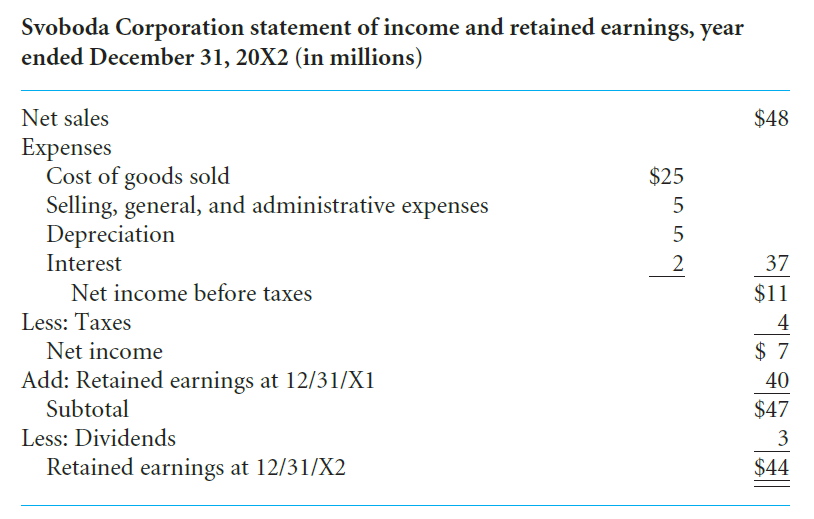 Svoboda Corporation statement of income and retained earnings, year
ended December 31, 20X2 (in millions)
Net sales $48
Expenses
Cost of goods sold $25
Selling, general, and administrative expenses 5
Depreciation 5
Interest 2 37
Net income before taxes $11
Less: Taxes 4
Net income $ 7
Add: Retained earnings at 12/31/X1 40
Subtotal $47
Less: Dividends 3
Retained earnings at 12/31/X2 $44